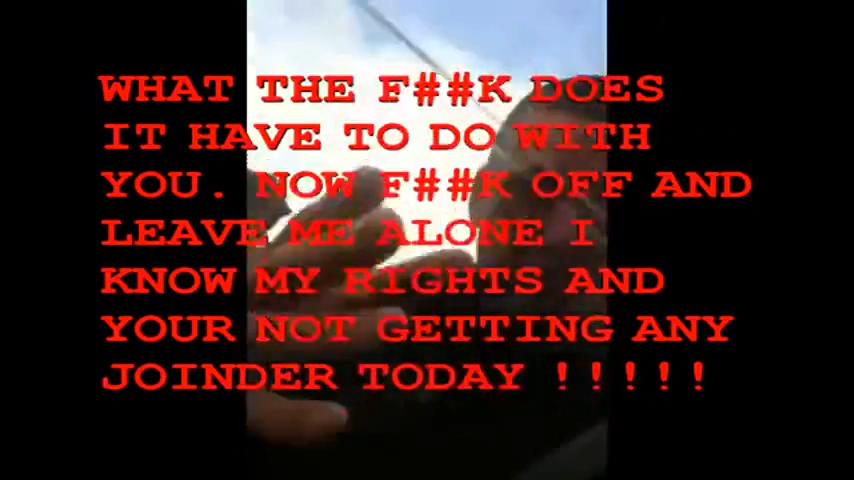 WHAT THE F##K DOES
IT HAVE TO DO WITH
YOU. NOW F##K OFF AND
LEAVE ME ALONE I
KNOW MY RIGHTS AND
YOUR NOT GETTING ANY
JOINDER TODAY !!!!!